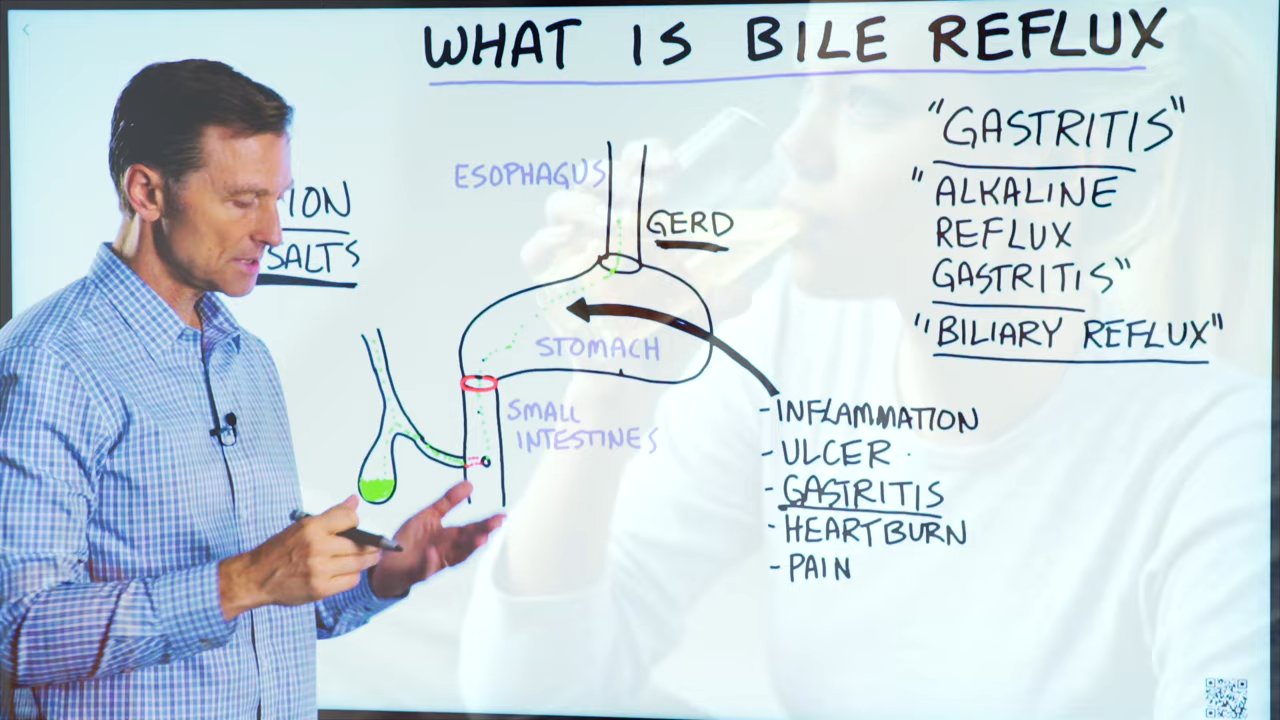 WHAT IS BILE REFLUX
"GASTRITIS"
"ALKALINE
REFLUX
GASTRITIS"
"BILIARY REFLUX"
ION
SALTS
ESOPHAGUS
GERD
STOMACH
SMALL
INTESTINES
-INFLAMMATION
-ULCER
-GASTRITIS
-HEARTBURN
-PAIN